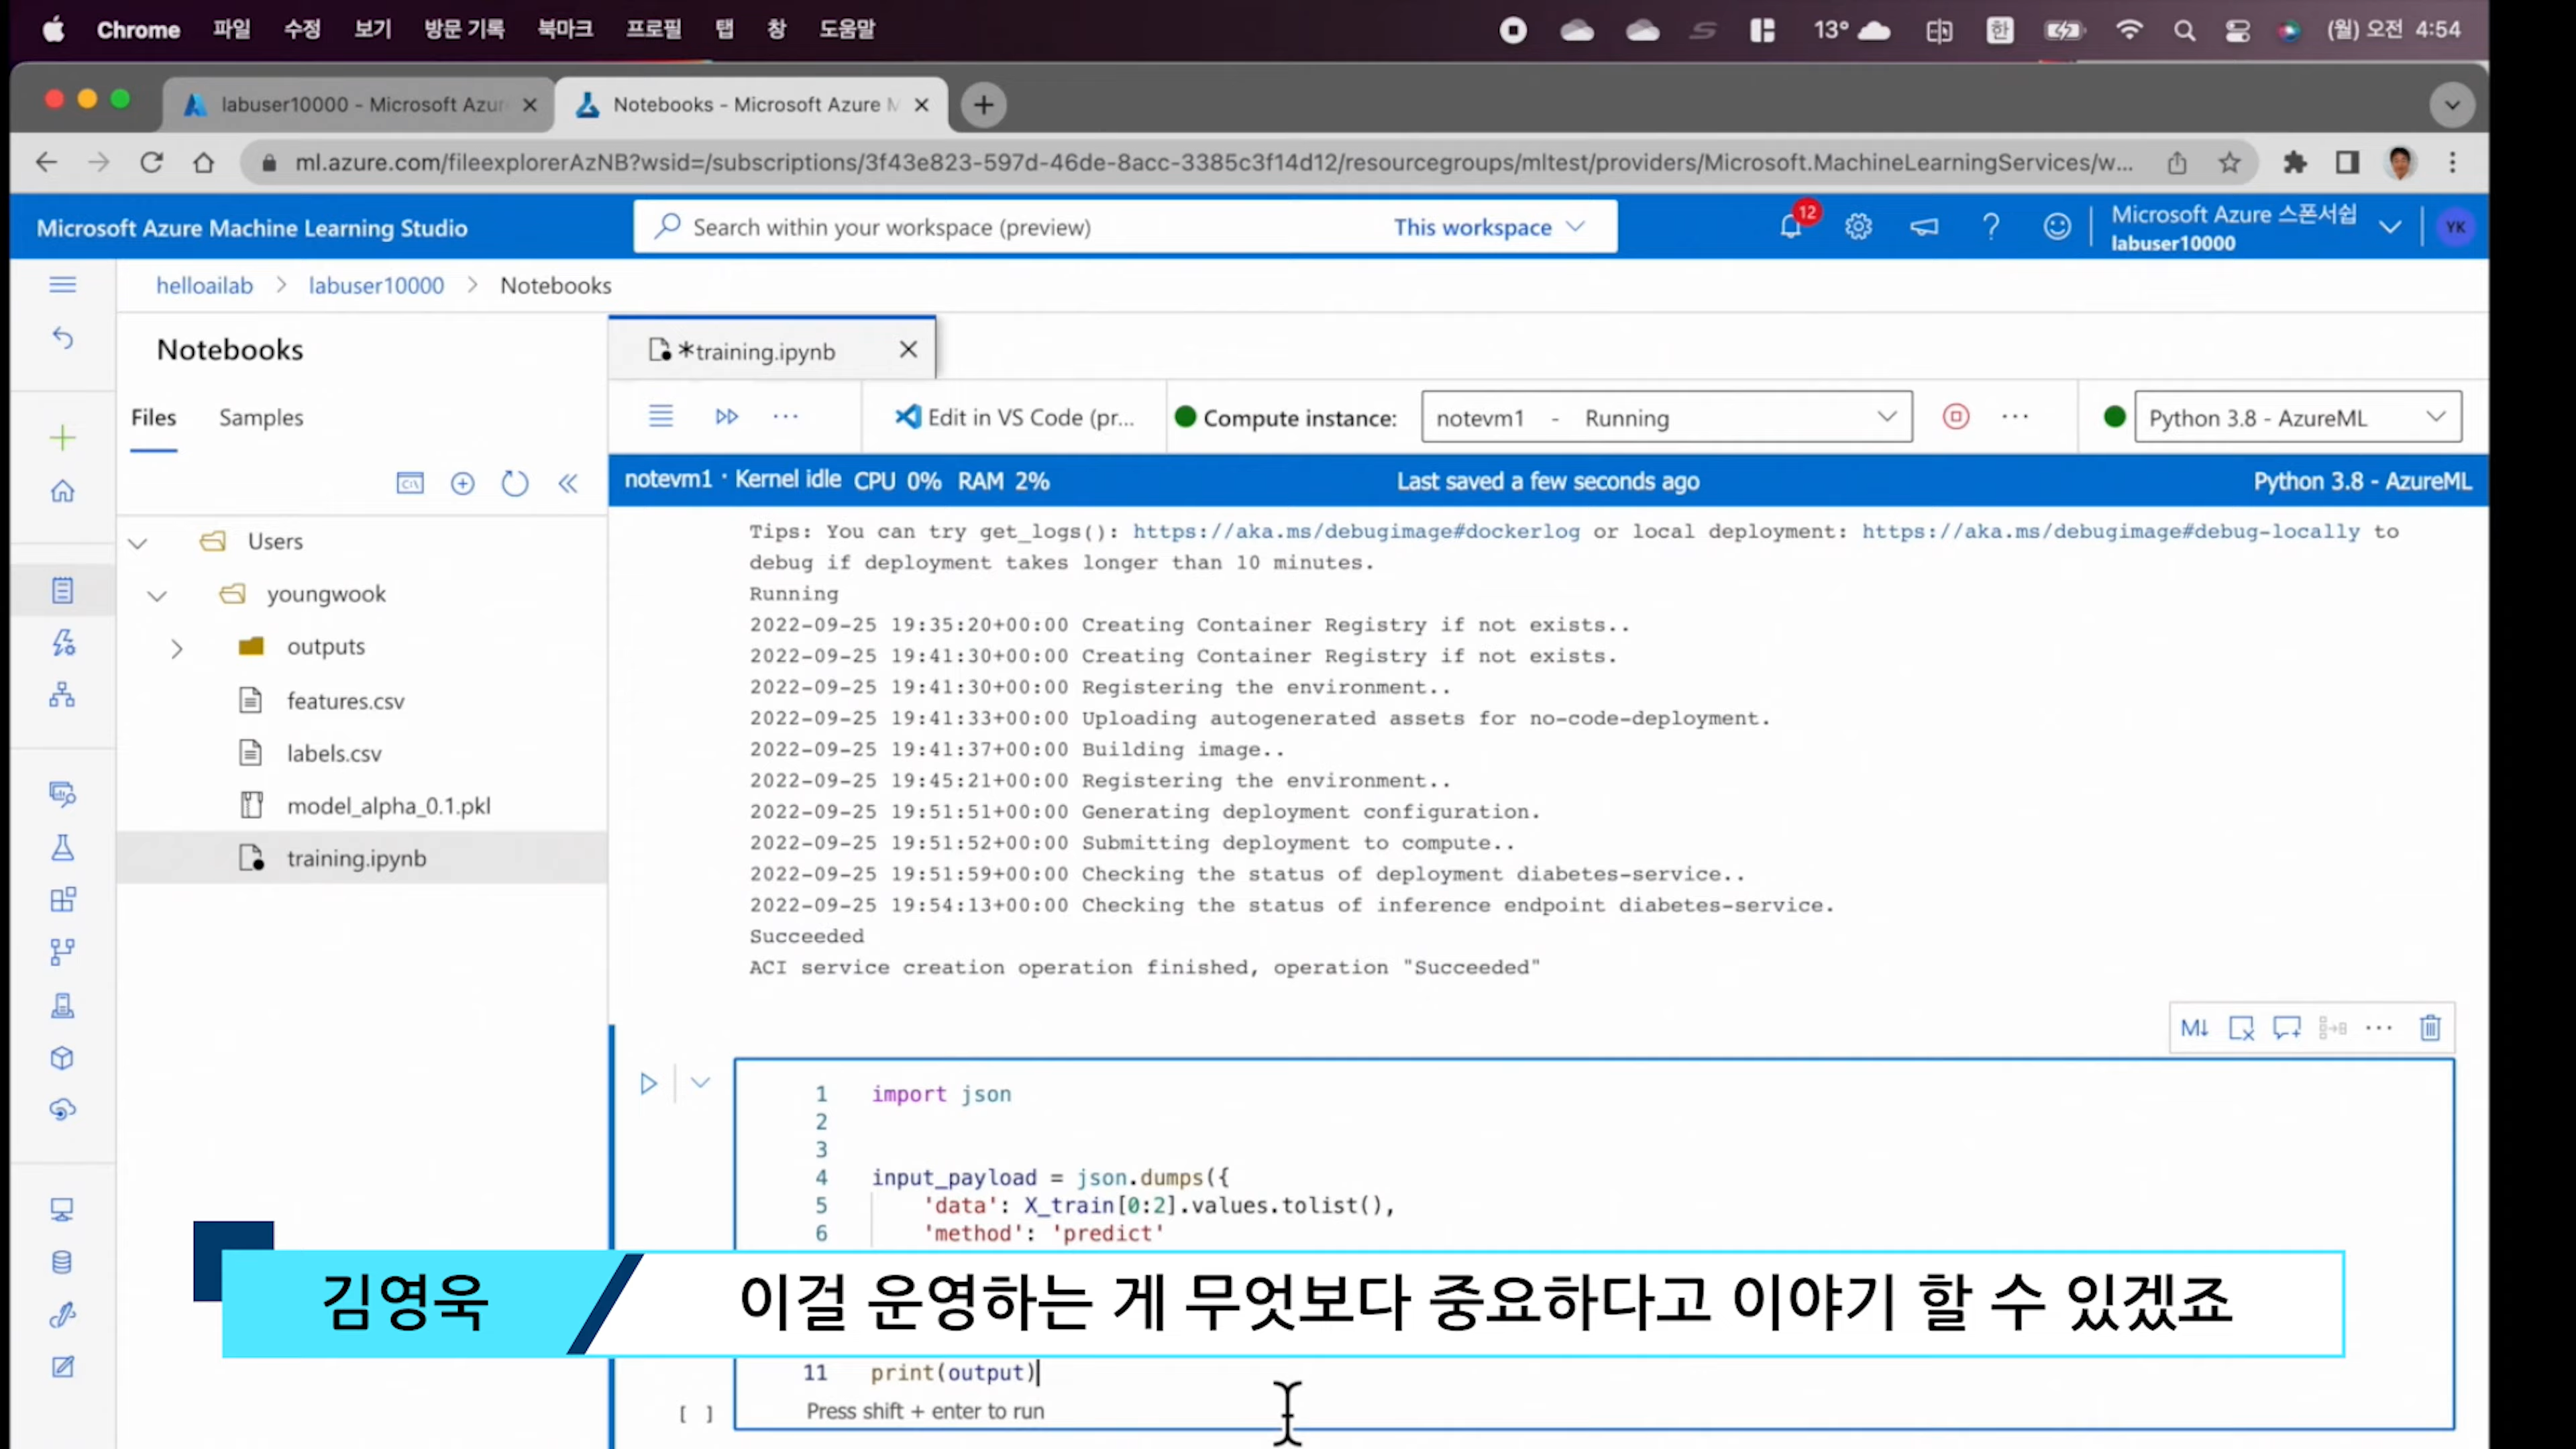 Chrome 파일 수정 보기 방문 기록 북마크 프로필 탭 창 도움말 13° 한 (월) 오전 4:54
labuser10000 - Microsoft Azur
Notebooks - Microsoft Azure M
ml.azure.com/fileexplorerAzNB?wsid=/subscriptions/3f43e823-597d-46de-8acc-3385c3f14d12/resourcegroups/mltest/providers/Microsoft.MachineLearningServices/w...
Microsoft Azure Machine Learning Studio
Search within your workspace (preview)
This workspace
12
Microsoft Azure 스폰서쉽
labuser10000
YK
helloailab > labuser10000 > Notebooks
Notebooks
*training.ipynb
Files Samples
Edit in VS Code (pr...
Compute instance:
notevm1 - Running
Python 3.8 - AzureML
notevm1 · Kernel idle CPU 0% RAM 2%
Last saved a few seconds ago
Python 3.8 - AzureML
Users
youngwook
outputs
features.csv
labels.csv
model_alpha_0.1.pkl
training.ipynb
Tips: You can try get_logs(): https://aka.ms/debugimage#dockerlog or local deployment: https://aka.ms/debugimage#debug-locally to
debug if deployment takes longer than 10 minutes.
Running
2022-09-25 19:35:20+00:00 Creating Container Registry if not exists..
2022-09-25 19:41:30+00:00 Creating Container Registry if not exists.
2022-09-25 19:41:30+00:00 Registering the environment..
2022-09-25 19:41:33+00:00 Uploading autogenerated assets for no-code-deployment.
2022-09-25 19:41:37+00:00 Building image..
2022-09-25 19:45:21+00:00 Registering the environment..
2022-09-25 19:51:51+00:00 Generating deployment configuration.
2022-09-25 19:51:52+00:00 Submitting deployment to compute..
2022-09-25 19:51:59+00:00 Checking the status of deployment diabetes-service..
2022-09-25 19:54:13+00:00 Checking the status of inference endpoint diabetes-service.
Succeeded
ACI service creation operation finished, operation "Succeeded"
M↓
1 import json
2
3
4 input_payload = json.dumps({
5 'data': X_train[0:2].values.tolist(),
6 'method': 'predict'
김영욱
이걸 운영하는 게 무엇보다 중요하다고 이야기 할 수 있겠죠
11 print(output)
[ ] Press shift + enter to run